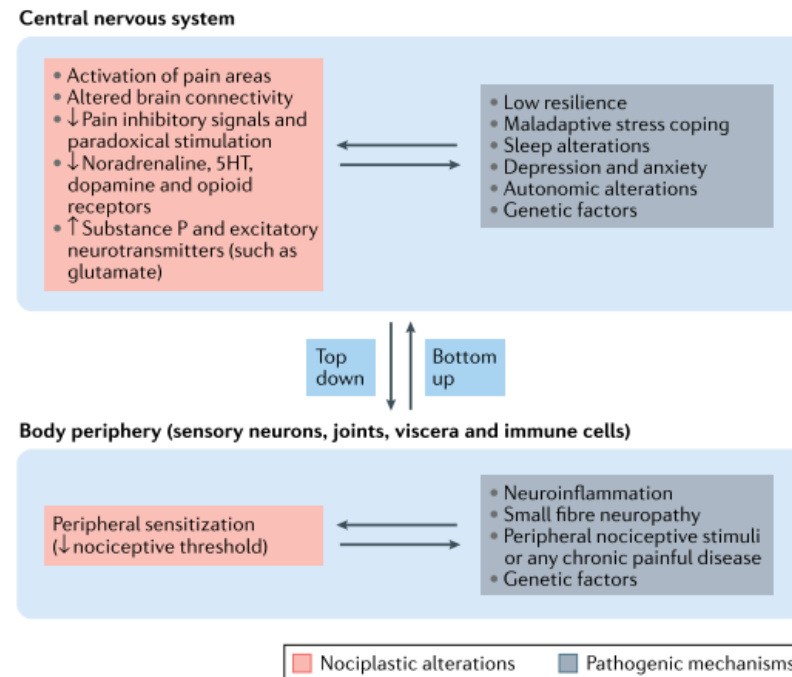 Central nervous system
• Activation of pain areas
• Altered brain connectivity
• ↓Pain inhibitory signals and
paradoxical stimulation
• ↓Noradrenaline, 5HT,
dopamine and opioid
receptors
• ↑Substance P and excitatory
neurotransmitters (such as
glutamate)
• Low resilience
• Maladaptive stress coping
• Sleep alterations
• Depression and anxiety
• Autonomic alterations
• Genetic factors
Top
down
Bottom
up
Body periphery (sensory neurons, joints, viscera and immune cells)
Peripheral sensitization
(↓nociceptive threshold)
• Neuroinflammation
• Small fibre neuropathy
• Peripheral nociceptive stimuli
or any chronic painful disease
• Genetic factors
Nociplastic alterations
Pathogenic mechanisms